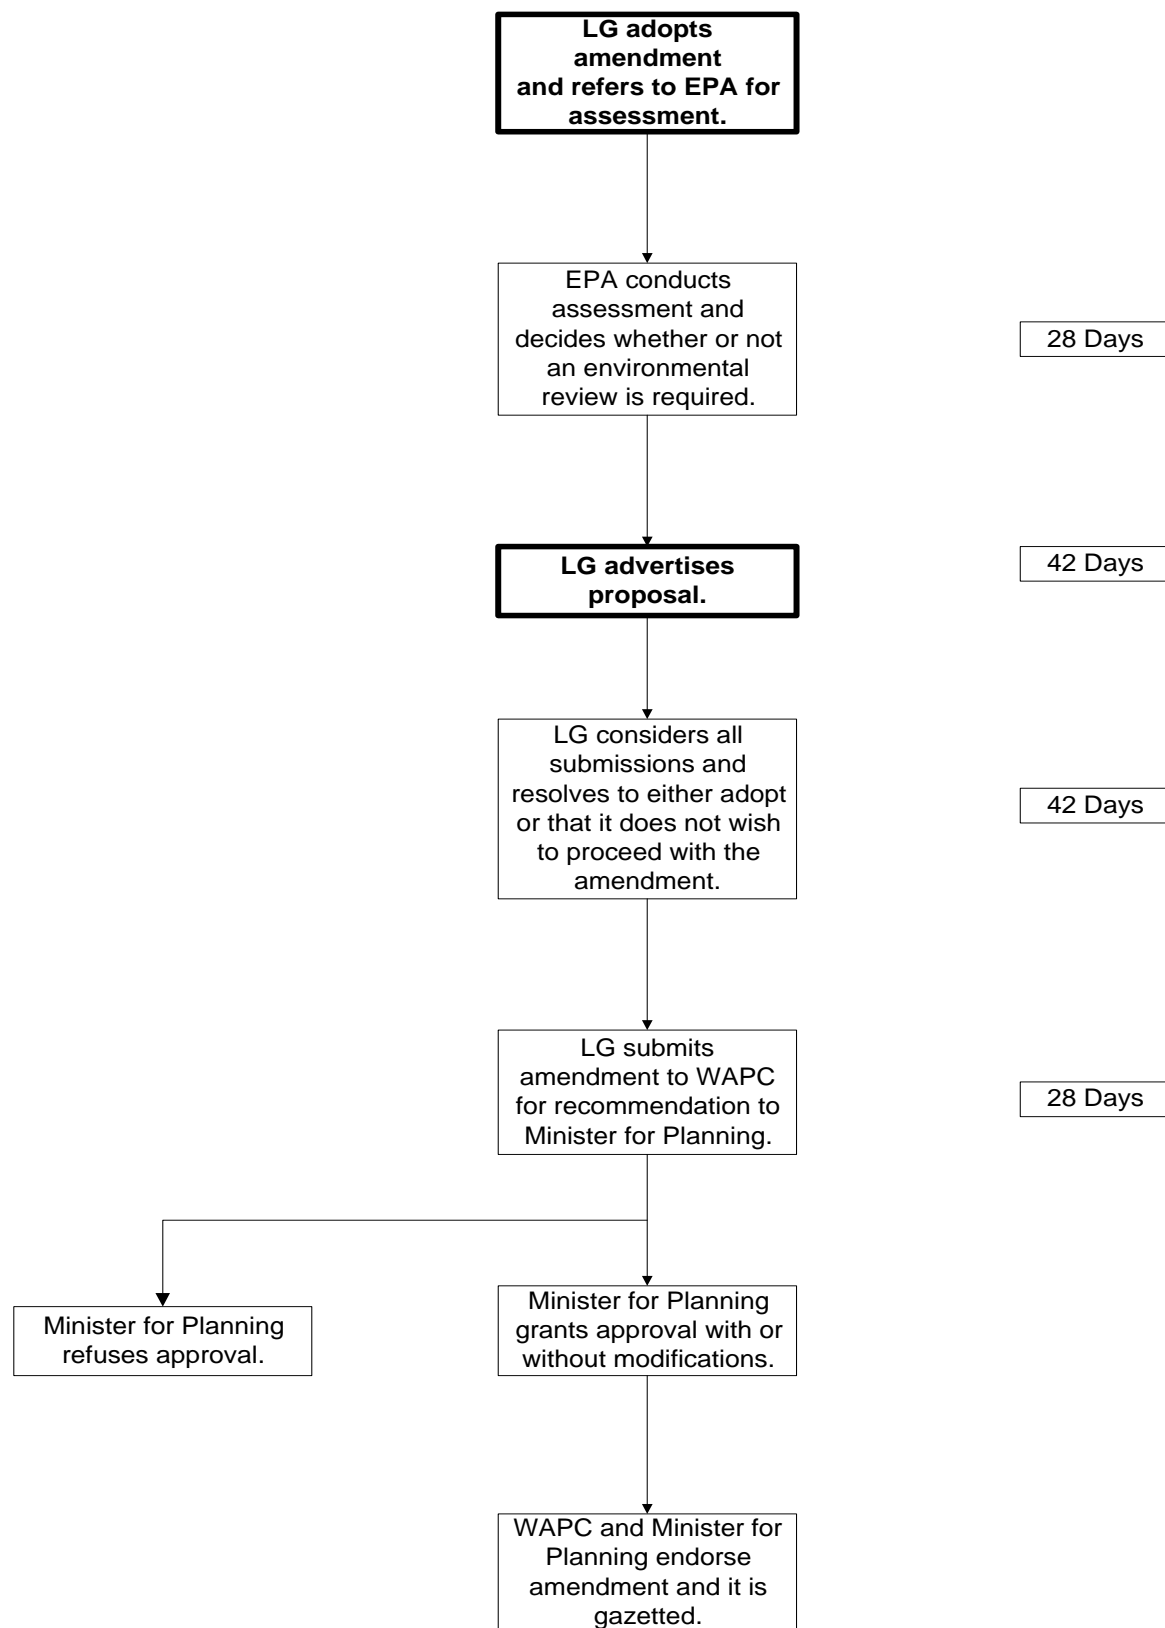 LG adopts
amendment
and refers to EPA for
assessment.
EPA conducts
assessment and
decides whether or not
an environmental
review is required.
28 Days
LG advertises
proposal.
42 Days
LG considers all
submissions and
resolves to either adopt
or that it does not wish
to proceed with the
amendment.
42 Days
LG submits
amendment to WAPC
for recommendation to
Minister for Planning.
28 Days
Minister for Planning
refuses approval.
Minister for Planning
grants approval with or
without modifications.
WAPC and Minister for
Planning endorse
amendment and it is
gazetted.